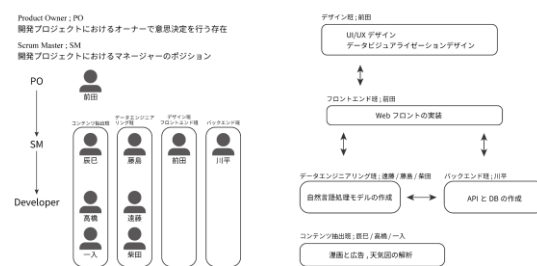 Product Owner ; PO
開発プロジェクトにおけるオーナーで意思決定を行う存在
Scrum Master ; SM
開発プロジェクトにおけるマネージャーのポジション
PO
前田
コンテンツ抽出班
データエンジニアリング班
デザイン班
フロントエンド班
バックエンド班
SM
辰巳
藤島
前田
川平
Developer
高橋
遠藤
一入
柴田
デザイン班 ; 前田
UI/UX デザイン
データビジュアライゼーションデザイン
フロントエンド班 ; 前田
Web フロントの実装
データエンジニアリング班 ; 遠藤 / 藤島 / 柴田
自然言語処理モデルの作成
バックエンド班 ; 川平
API と DB の作成
コンテンツ抽出班 ; 辰巳 / 高橋 / 一入
漫画と広告 , 天気図の解析